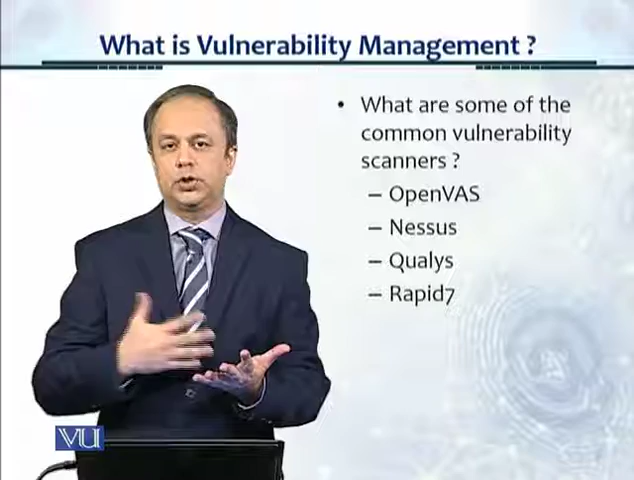 What is Vulnerability Management ?
• What are some of the
common vulnerability
scanners ?
– OpenVAS
– Nessus
– Qualys
– Rapid7
VU